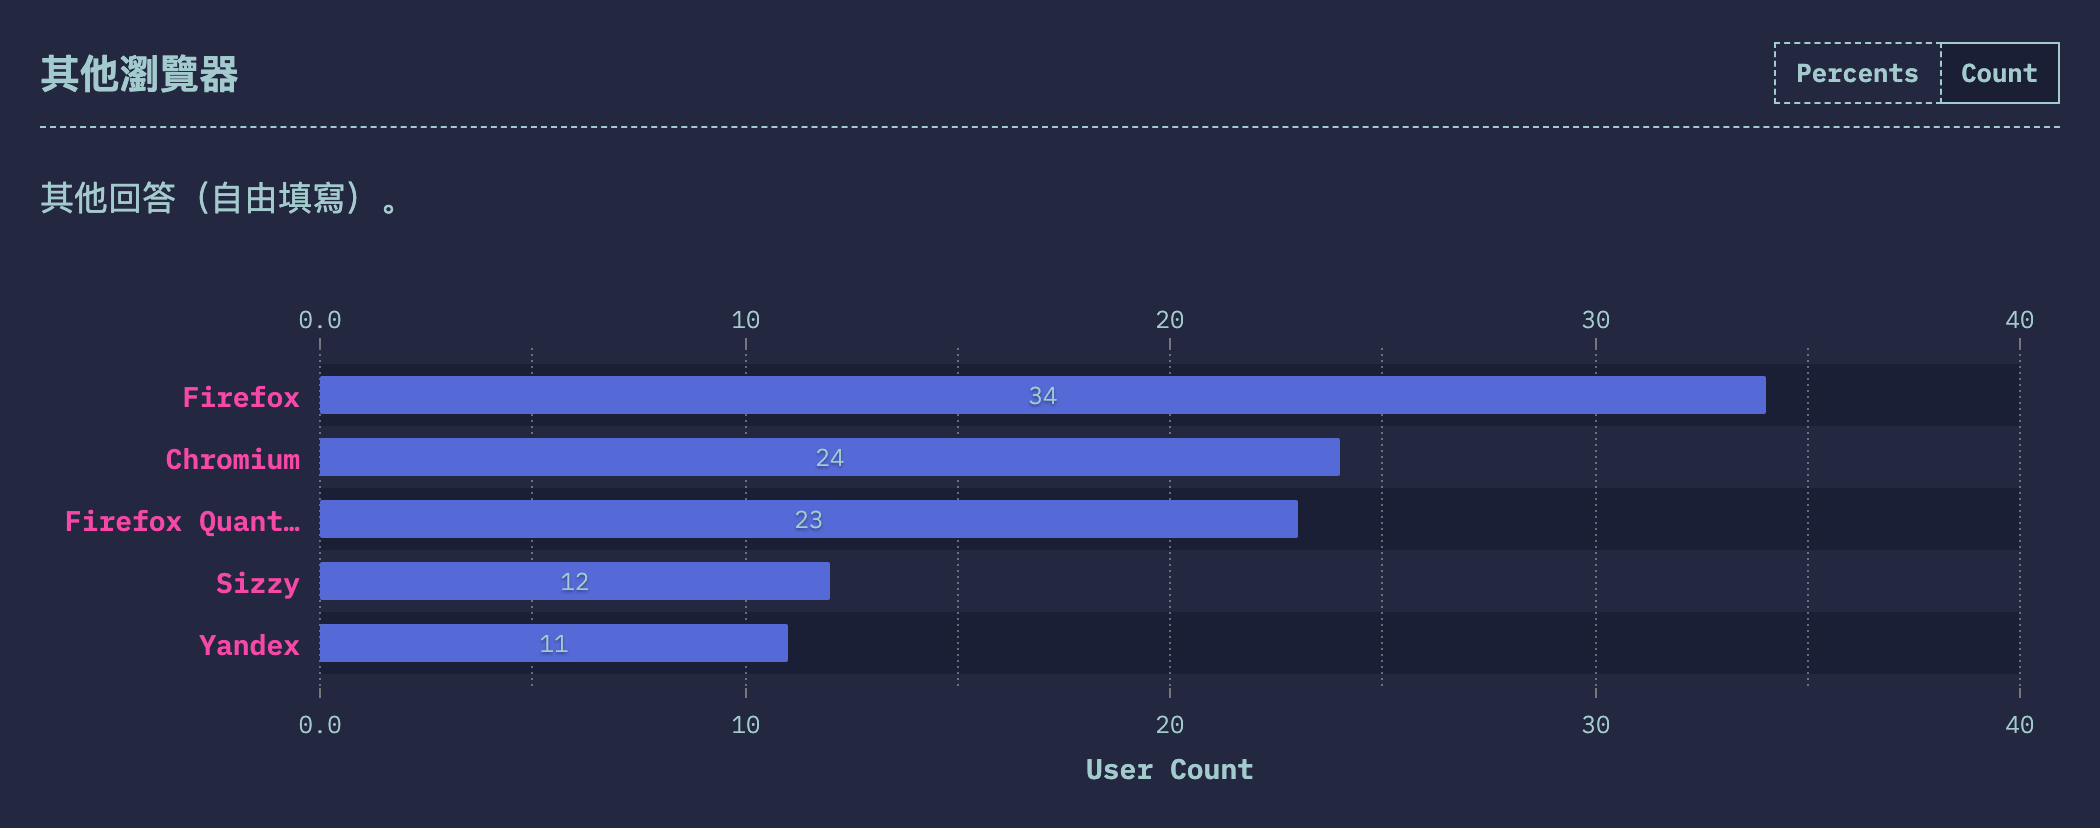 其他瀏覽器
Percents Count
其他回答（自由填寫）。
0.0 10 20 30 40
Firefox 34
Chromium 24
Firefox Quant… 23
Sizzy 12
Yandex 11
0.0 10 20 30 40
User Count